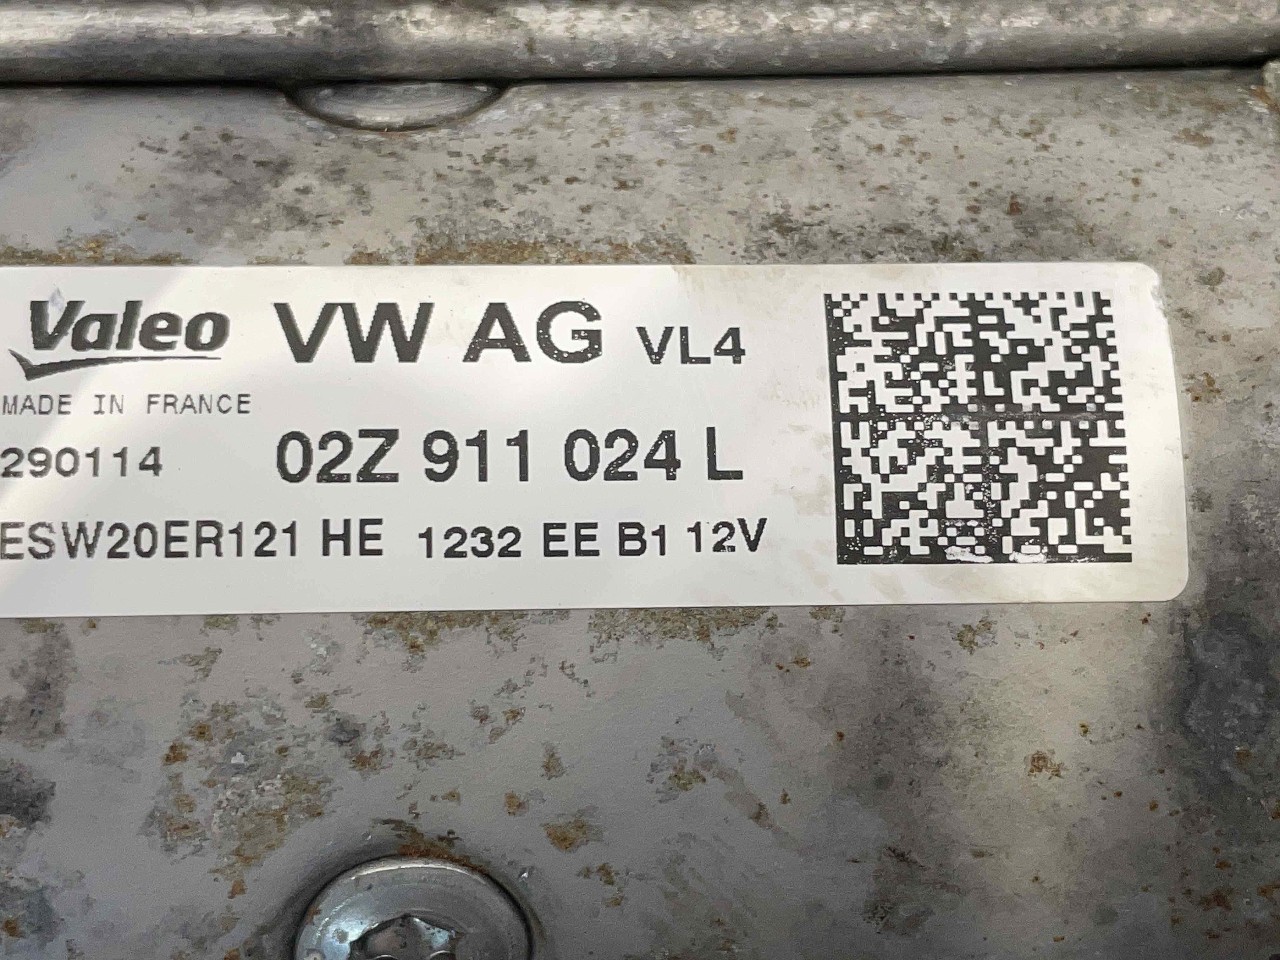 Valeo VW AG VL4
MADE IN FRANCE
290114 02Z 911 024 L
ESW20ER121 HE 1232 EE B1 12V